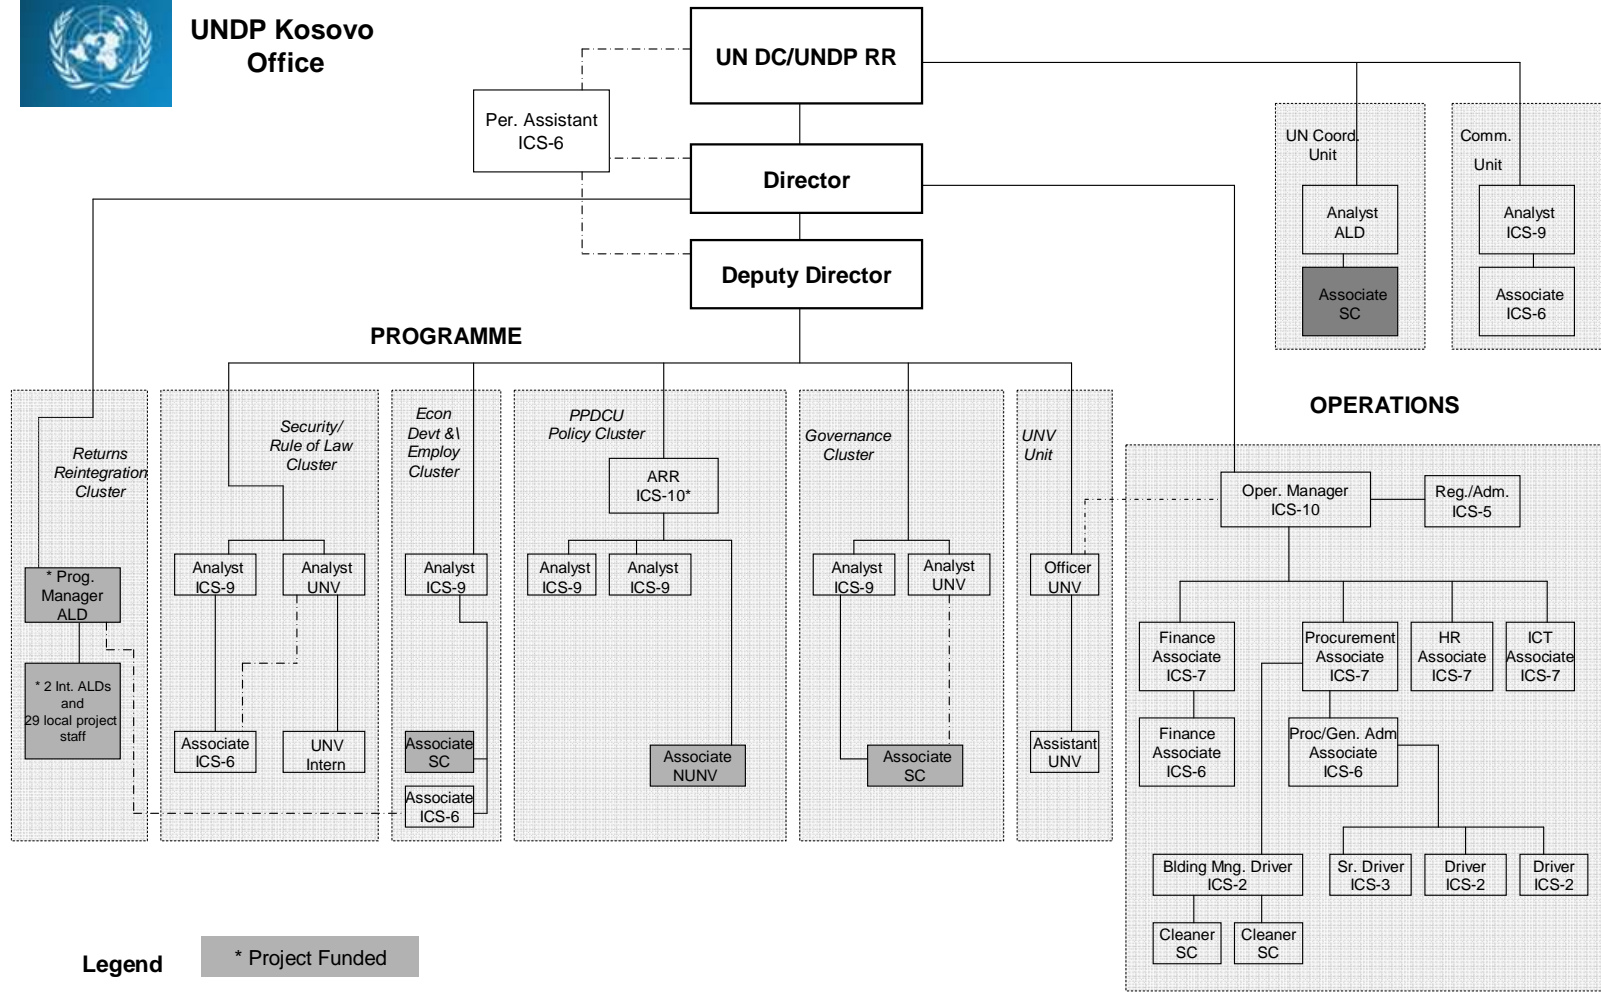 UNDP Kosovo
Office
UN DC/UNDP RR
Per. Assistant
ICS-6
Director
Deputy Director
UN Coord.
Unit
Analyst
ALD
Associate
SC
Comm.
Unit
Analyst
ICS-9
Associate
ICS-6
PROGRAMME
Returns
Reintegration
Cluster
* Prog.
Manager
ALD
* 2 Int. ALDs
and
29 local project
staff
Security/
Rule of Law
Cluster
Analyst
ICS-9
Analyst
UNV
Associate
ICS-6
UNV
Intern
Econ
Devt &\
Employ
Cluster
Analyst
ICS-9
Associate
SC
Associate
ICS-6
PPDCU
Policy Cluster
ARR
ICS-10*
Analyst
ICS-9
Analyst
ICS-9
Associate
NUNV
Governance
Cluster
Analyst
ICS-9
Analyst
UNV
Associate
SC
UNV
Unit
Officer
UNV
Assistant
UNV
OPERATIONS
Oper. Manager
ICS-10
Reg./Adm.
ICS-5
Finance
Associate
ICS-7
Procurement
Associate
ICS-7
HR
Associate
ICS-7
ICT
Associate
ICS-7
Finance
Associate
ICS-6
Proc/Gen. Adm
Associate
ICS-6
Blding Mng. Driver
ICS-2
Sr. Driver
ICS-3
Driver
ICS-2
Driver
ICS-2
Cleaner
SC
Cleaner
SC
Legend
* Project Funded